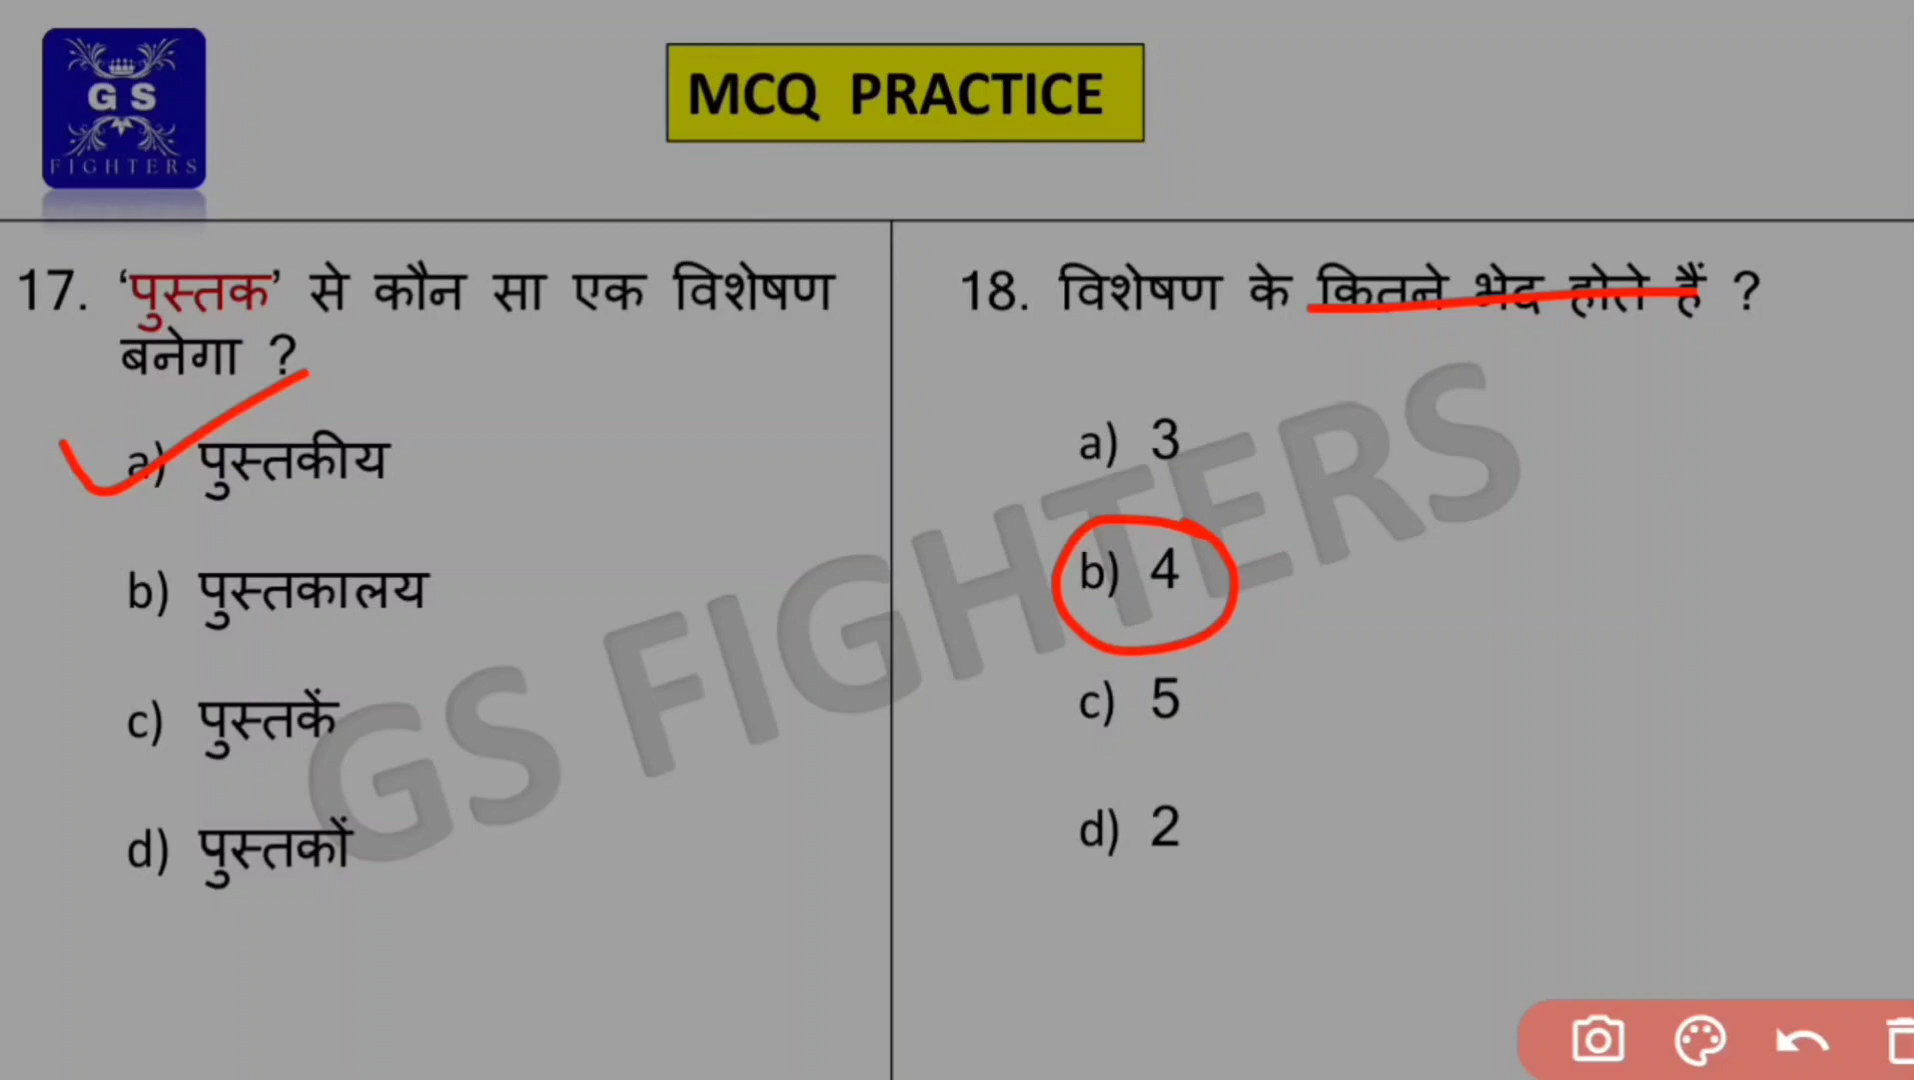 GS
FIGHTERS
MCQ PRACTICE
17. ‘पुस्तक’ से कौन सा एक विशेषण
बनेगा ?
a) पुस्तकीय
b) पुस्तकालय
c) पुस्तकें
d) पुस्तकों
18. विशेषण के कितने भेद होते हैं ?
a) 3
b) 4
c) 5
d) 2
GS FIGHTERS